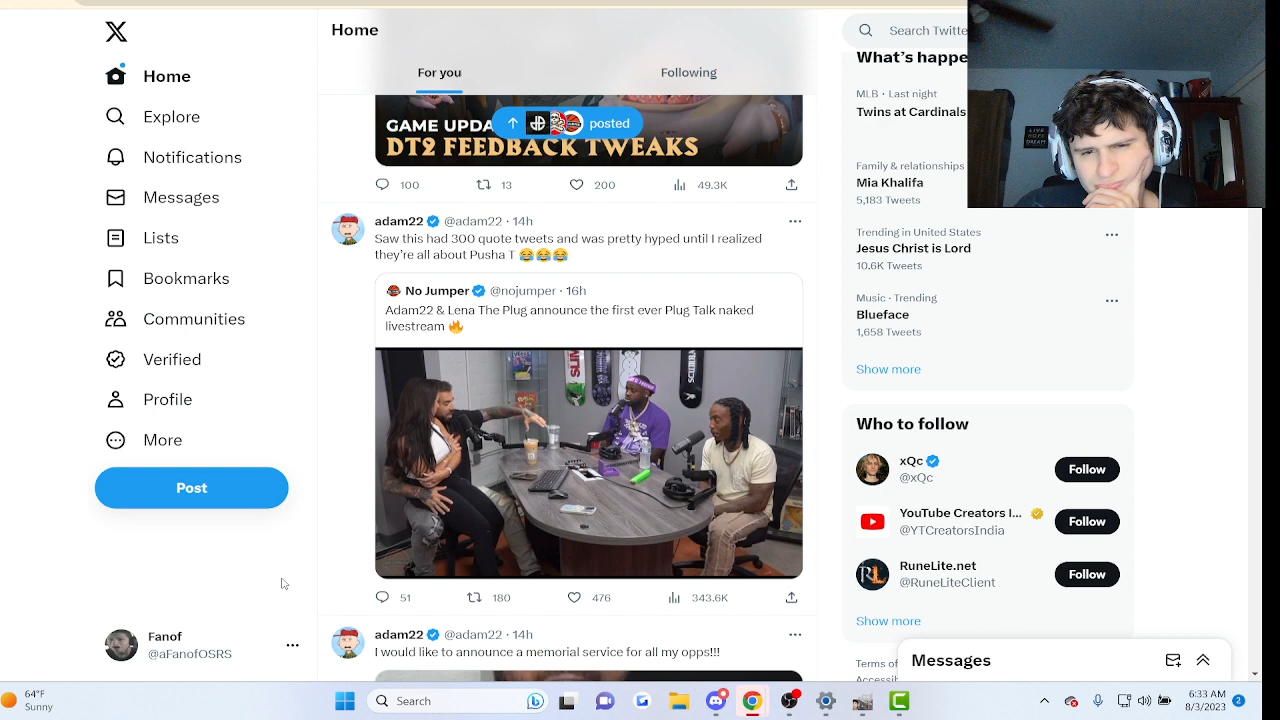 Home
Explore
Notifications
Messages
Lists
Bookmarks
Communities
Verified
Profile
More
Post
Fanof
@aFanofOSRS
Home
For you
Following
posted
GAME UPDA
DT2 FEEDBACK TWEAKS
100
13
200
49.3K
adam22 @adam22 · 14h
Saw this had 300 quote tweets and was pretty hyped until I realized
they're all about Pusha T 😂😂😂
No Jumper @nojumper · 16h
Adam22 & Lena The Plug announce the first ever Plug Talk naked
livestream 🔥
51
180
476
343.6K
adam22 @adam22 · 14h
I would like to announce a memorial service for all my opps!!!
Search Twitte
What's happe
MLB · Last night
Twins at Cardinals
Family & relationships
Mia Khalifa
5,183 Tweets
Trending in United States
Jesus Christ is Lord
10.6K Tweets
Music · Trending
Blueface
1,658 Tweets
Show more
Who to follow
xQc
@xQc
Follow
YouTube Creators I...
@YTCreatorsIndia
Follow
RuneLite.net
@RuneLiteClient
Follow
Show more
Terms of
Messages
LIVE
HOPE
DREAM
64°F
Sunny
Search
6:33 AM
8/3/2023
2